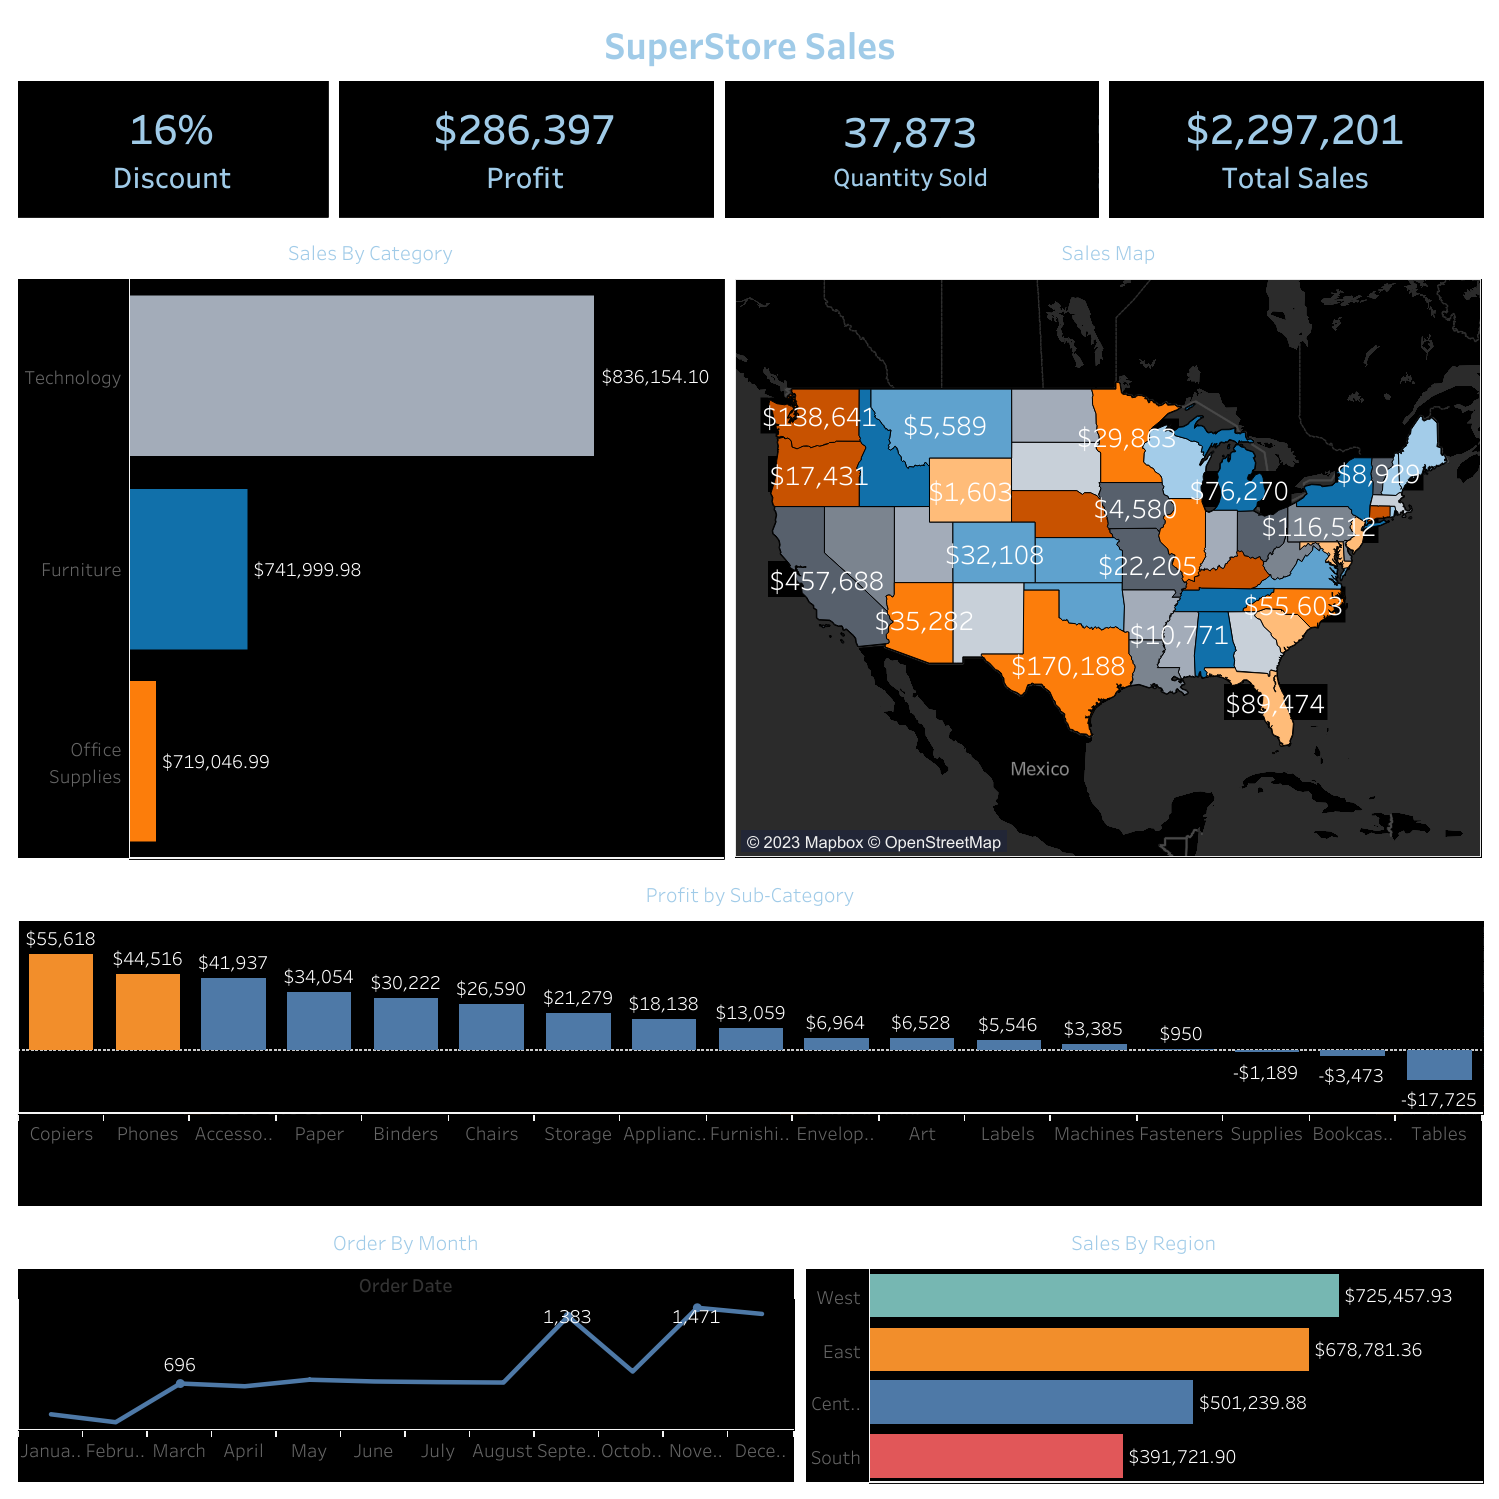 SuperStore Sales
16%
Discount
$286,397
Profit
37,873
Quantity Sold
$2,297,201
Total Sales
Sales By Category
Technology
$836,154.10
Furniture
$741,999.98
Office
Supplies
$719,046.99
Sales Map
$138,641
$5,589
$29,863
$17,431
$1,603
$4,580
$76,270
$8,929
$116,512
$32,108
$22,205
$457,688
$35,282
$55,603
$10,771
$170,188
$89,474
Mexico
© 2023 Mapbox © OpenStreetMap
Profit by Sub-Category
$55,618
$44,516
$41,937
$34,054
$30,222
$26,590
$21,279
$18,138
$13,059
$6,964
$6,528
$5,546
$3,385
$950
-$1,189
-$3,473
-$17,725
Copiers
Phones
Accesso..
Paper
Binders
Chairs
Storage
Applianc..
Furnishi..
Envelop..
Art
Labels
Machines
Fasteners
Supplies
Bookcas..
Tables
Order By Month
Order Date
696
1,383
1,471
Janua..
Febru..
March
April
May
June
July
August
Septe..
Octob..
Nove..
Dece..
Sales By Region
West
$725,457.93
East
$678,781.36
Cent..
$501,239.88
South
$391,721.90